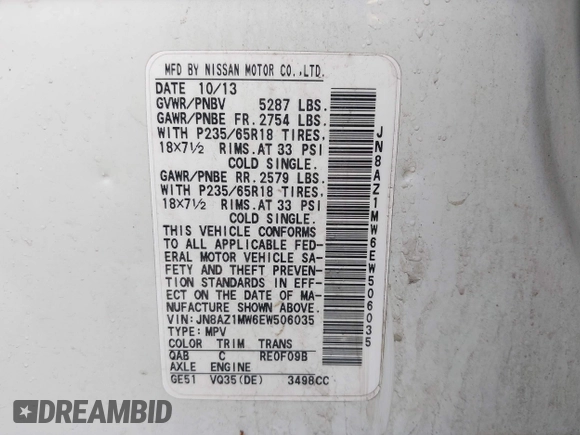 MFD BY NISSAN MOTOR CO.,LTD.
DATE 10/13
GVWR/PNBV 5287 LBS.
GAWR/PNBE FR. 2754 LBS.
WITH P235/65R18 TIRES.
18X7½ RIMS. AT 33 PSI
COLD SINGLE.
GAWR/PNBE RR. 2579 LBS.
WITH P235/65R18 TIRES.
18X7½ RIMS. AT 33 PSI
COLD SINGLE.
THIS VEHICLE CONFORMS
TO ALL APPLICABLE FED-
ERAL MOTOR VEHICLE SA-
FETY AND THEFT PREVEN-
TION STANDARDS IN EFF-
ECT ON THE DATE OF MA-
NUFACTURE SHOWN ABOVE.
VIN: JN8AZ1MW6EW506035
TYPE: MPV
COLOR TRIM TRANS
QAB C RE0F09B
AXLE ENGINE
GE51 VQ35(DE) 3498CC
JN8AZ1MW6EW506035
DREAMBID